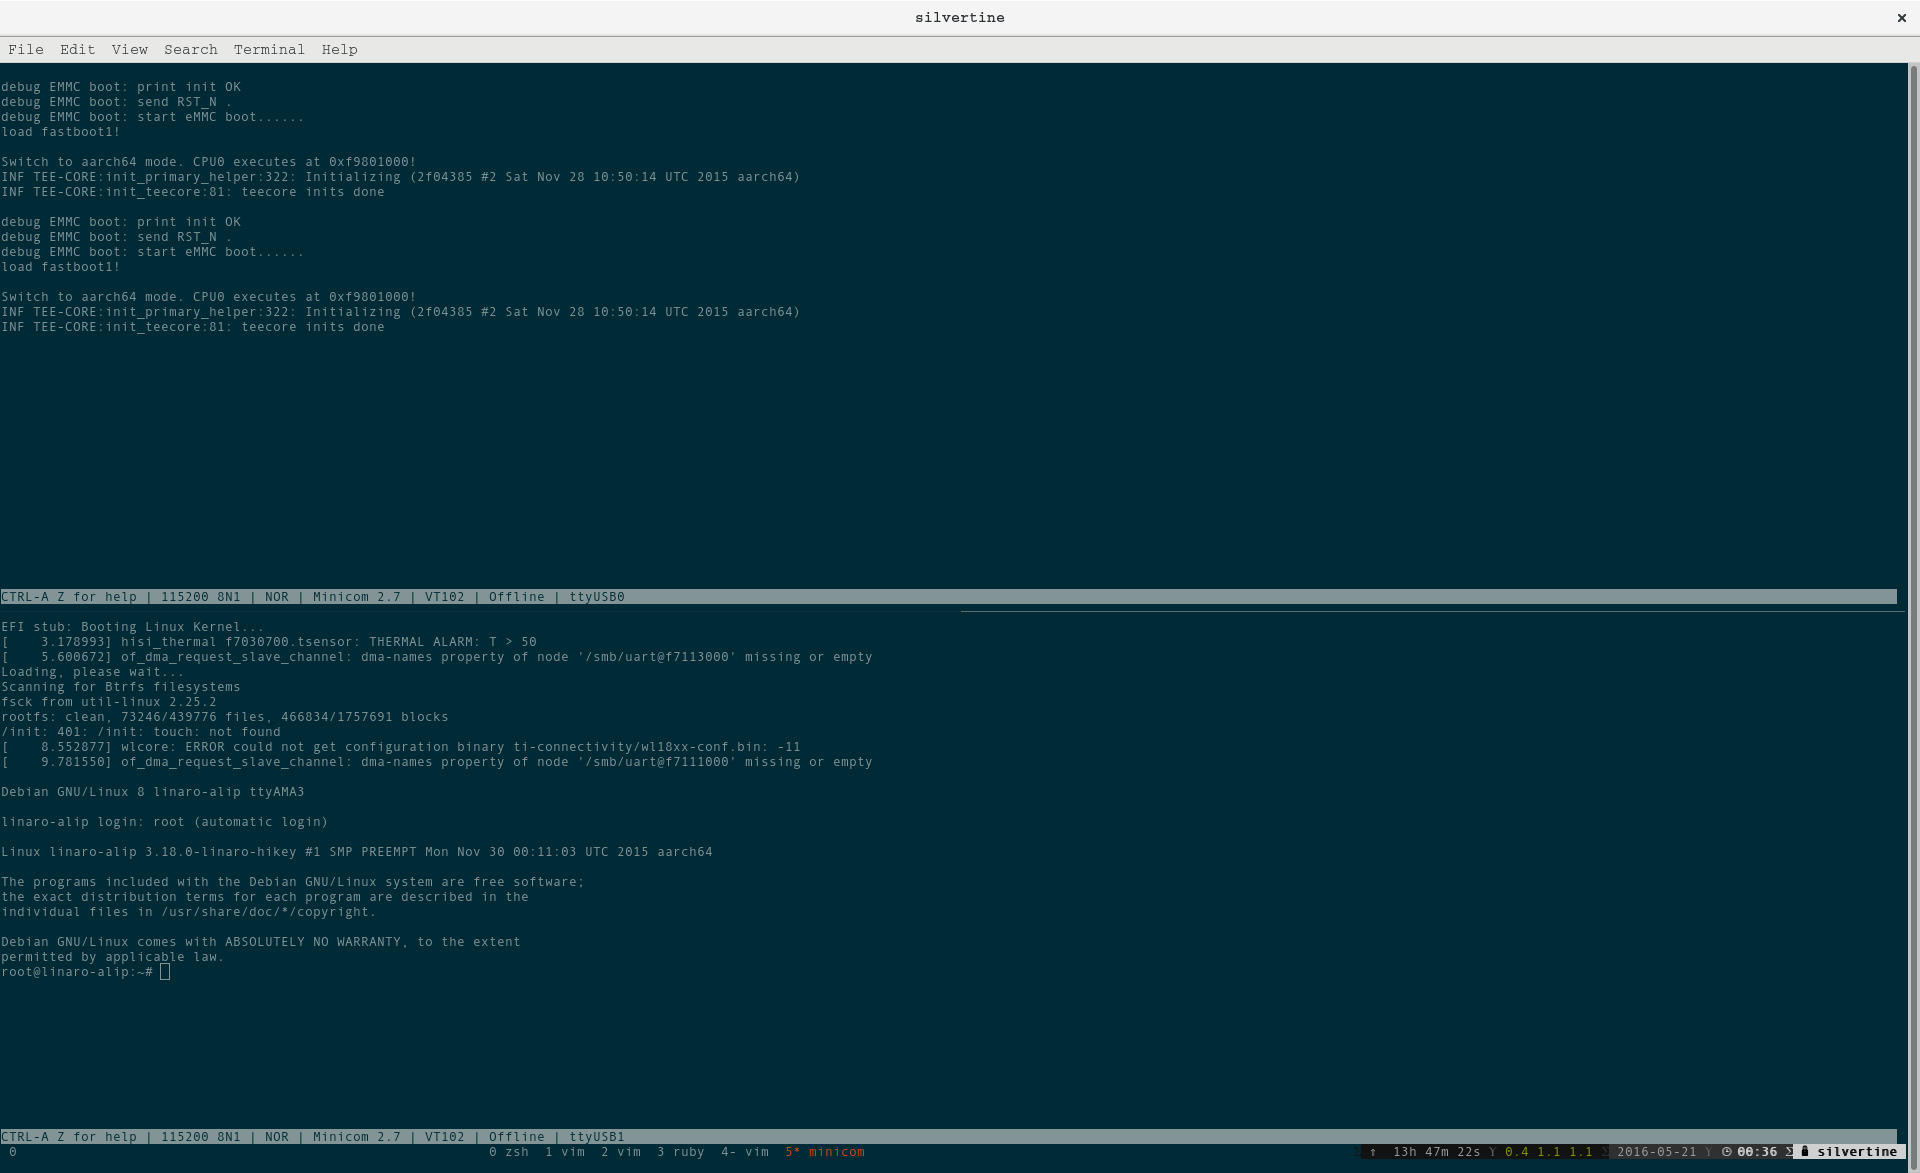 silvertine ×
File Edit View Search Terminal Help
debug EMMC boot: print init OK
debug EMMC boot: send RST_N .
debug EMMC boot: start eMMC boot......
load fastboot1!
Switch to aarch64 mode. CPU0 executes at 0xf9801000!
INF TEE-CORE:init_primary_helper:322: Initializing (2f04385 #2 Sat Nov 28 10:50:14 UTC 2015 aarch64)
INF TEE-CORE:init_teecore:81: teecore inits done
debug EMMC boot: print init OK
debug EMMC boot: send RST_N .
debug EMMC boot: start eMMC boot......
load fastboot1!
Switch to aarch64 mode. CPU0 executes at 0xf9801000!
INF TEE-CORE:init_primary_helper:322: Initializing (2f04385 #2 Sat Nov 28 10:50:14 UTC 2015 aarch64)
INF TEE-CORE:init_teecore:81: teecore inits done
CTRL-A Z for help | 115200 8N1 | NOR | Minicom 2.7 | VT102 | Offline | ttyUSB0
EFI stub: Booting Linux Kernel...
[    3.178993] hisi_thermal f7030700.tsensor: THERMAL ALARM: T > 50
[    5.600672] of_dma_request_slave_channel: dma-names property of node '/smb/uart@f7113000' missing or empty
Loading, please wait...
Scanning for Btrfs filesystems
fsck from util-linux 2.25.2
rootfs: clean, 73246/439776 files, 466834/1757691 blocks
/init: 401: /init: touch: not found
[    8.552877] wlcore: ERROR could not get configuration binary ti-connectivity/wl18xx-conf.bin: -11
[    9.781550] of_dma_request_slave_channel: dma-names property of node '/smb/uart@f7111000' missing or empty
Debian GNU/Linux 8 linaro-alip ttyAMA3
linaro-alip login: root (automatic login)
Linux linaro-alip 3.18.0-linaro-hikey #1 SMP PREEMPT Mon Nov 30 00:11:03 UTC 2015 aarch64
The programs included with the Debian GNU/Linux system are free software;
the exact distribution terms for each program are described in the
individual files in /usr/share/doc/*/copyright.
Debian GNU/Linux comes with ABSOLUTELY NO WARRANTY, to the extent
permitted by applicable law.
root@linaro-alip:~#
CTRL-A Z for help | 115200 8N1 | NOR | Minicom 2.7 | VT102 | Offline | ttyUSB1
0 0 zsh 1 vim 2 vim 3 ruby 4- vim 5* minicom ↑ 13h 47m 22s 0.4 1.1 1.1 2016-05-21 00:36 silvertine